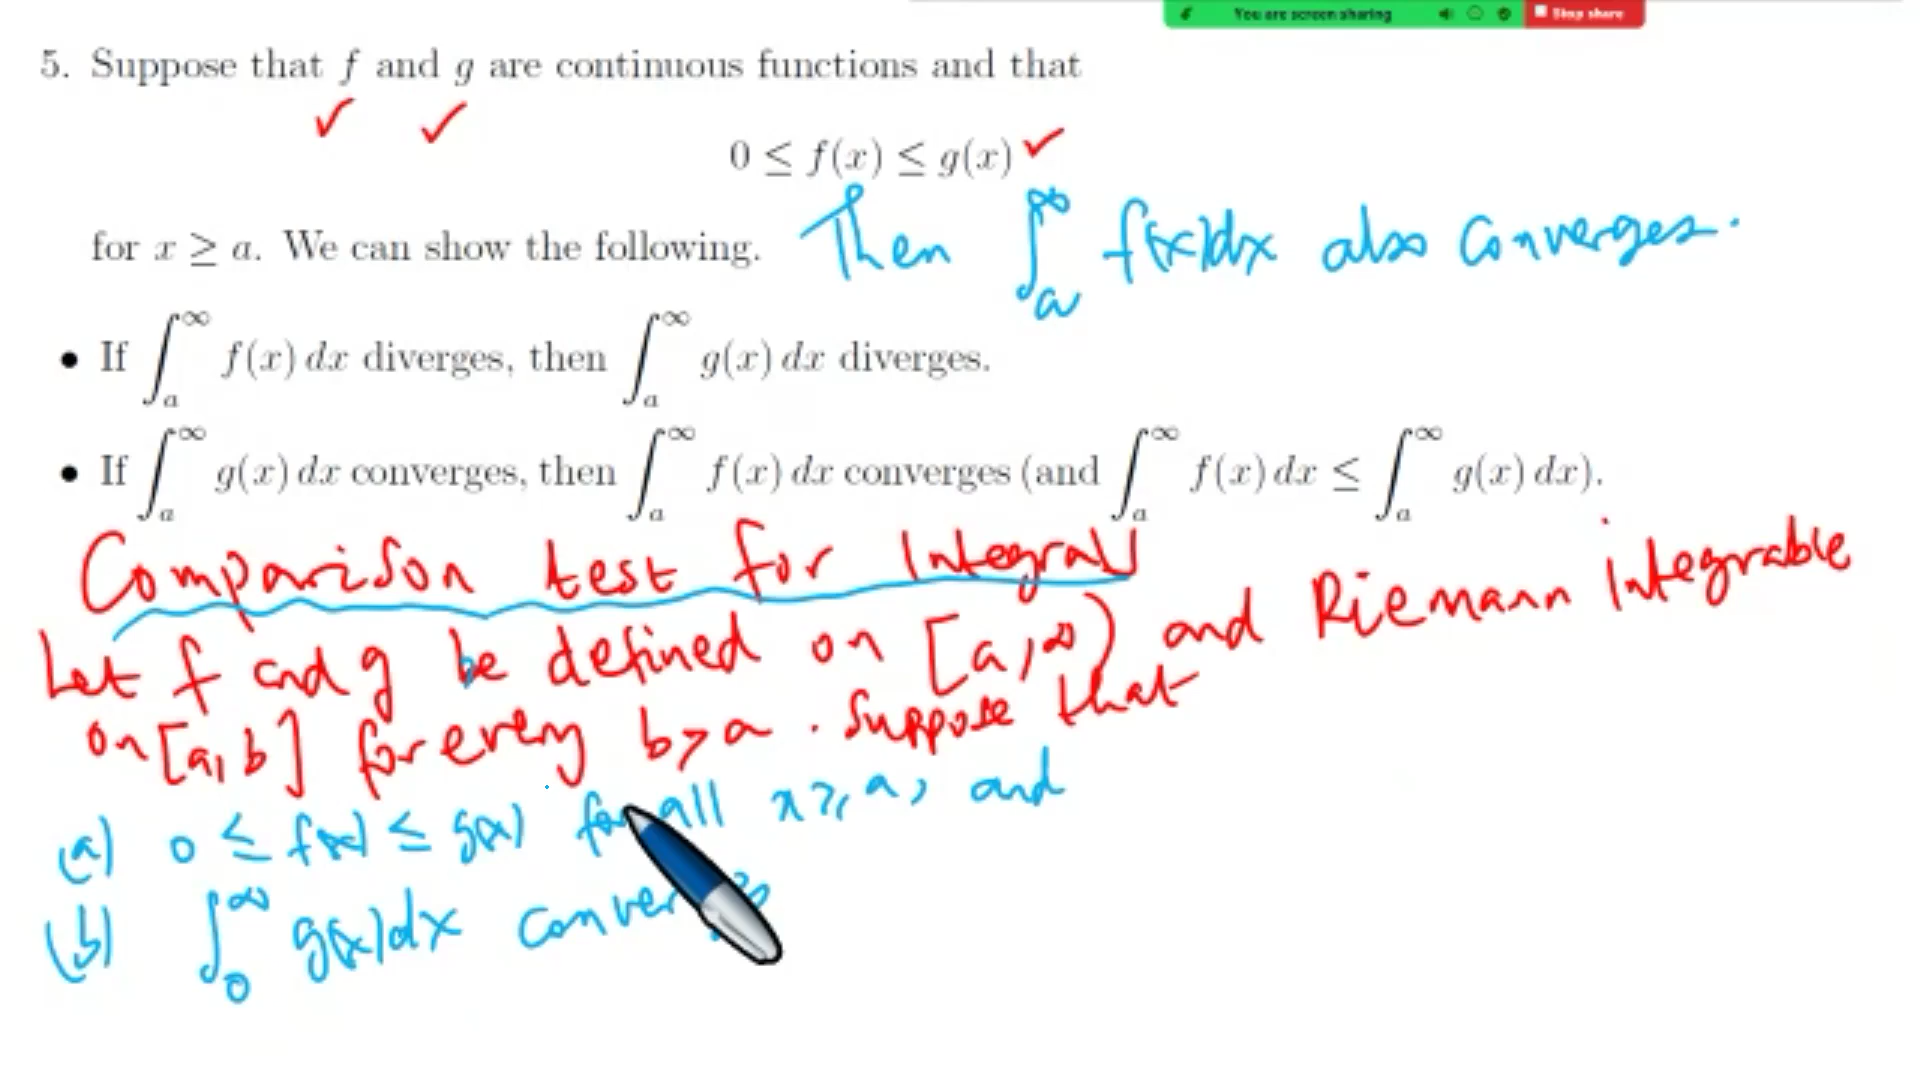 You are screen sharing Stop share
5. Suppose that f and g are continuous functions and that
0 ≤ f(x) ≤ g(x)
for x ≥ a. We can show the following.
Then ∫_a^∞ f(x)dx also converges.
• If ∫_a^∞ f(x) dx diverges, then ∫_a^∞ g(x) dx diverges.
• If ∫_a^∞ g(x) dx converges, then ∫_a^∞ f(x) dx converges (and ∫_a^∞ f(x) dx ≤ ∫_a^∞ g(x) dx).
Comparison test for Integrals
Let f and g be defined on [a,∞) and Riemann Integrable
on [a,b] for every b>a. Suppose that
(a) 0 ≤ f(x) ≤ g(x) for all x ≥ a, and
(b) ∫_0^∞ g(x)dx converges